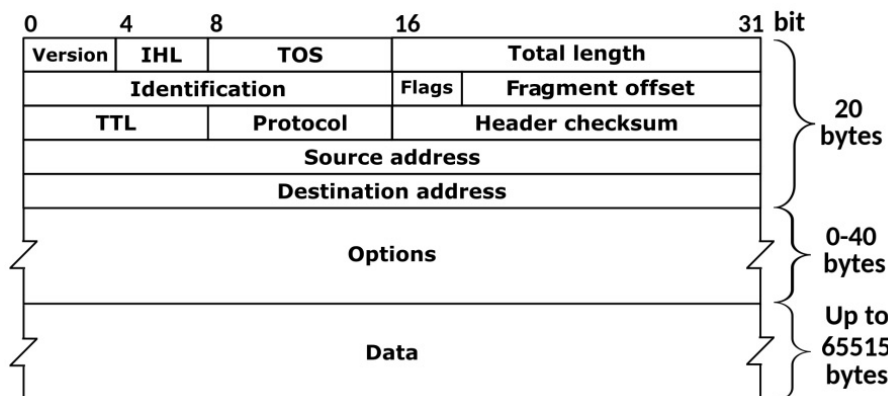 0 4 8 16 31 bit
Version IHL TOS Total length
Identification Flags Fragment offset
TTL Protocol Header checksum
Source address
Destination address
20
bytes
Options
0-40
bytes
Data
Up to
65515
bytes